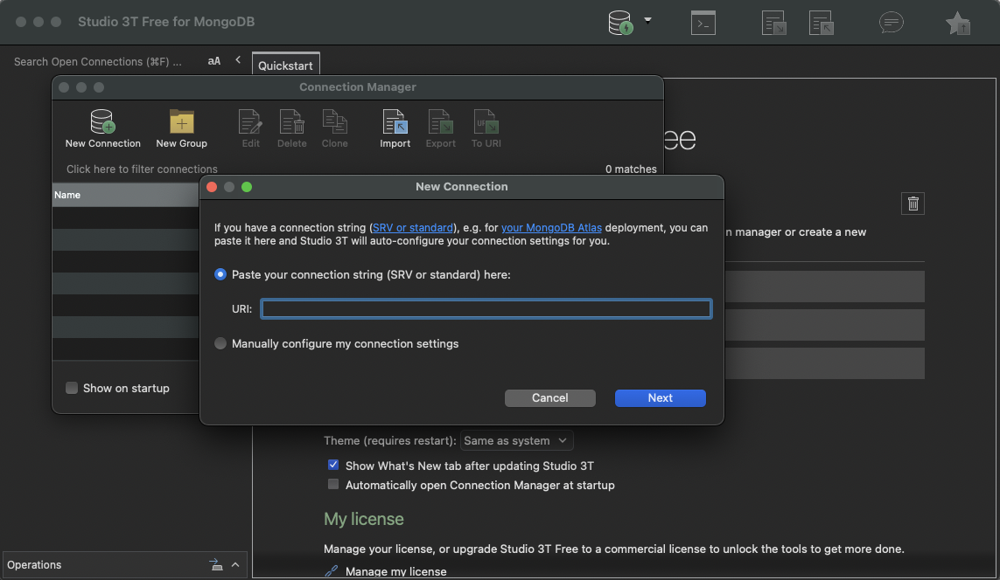 Studio 3T Free for MongoDB
Search Open Connections (⌘F) ...
aA
Quickstart
Connection Manager
New Connection
New Group
Edit
Delete
Clone
Import
Export
To URI
Click here to filter connections
0 matches
Name
ee
New Connection
If you have a connection string (SRV or standard), e.g. for your MongoDB Atlas deployment, you can
paste it here and Studio 3T will auto-configure your connection settings for you.
n manager or create a new
Paste your connection string (SRV or standard) here:
URI:
Manually configure my connection settings
Show on startup
Cancel
Next
Theme (requires restart):
Same as system
Show What's New tab after updating Studio 3T
Automatically open Connection Manager at startup
My license
Manage your license, or upgrade Studio 3T Free to a commercial license to unlock the tools to get more done.
Operations
Manage my license